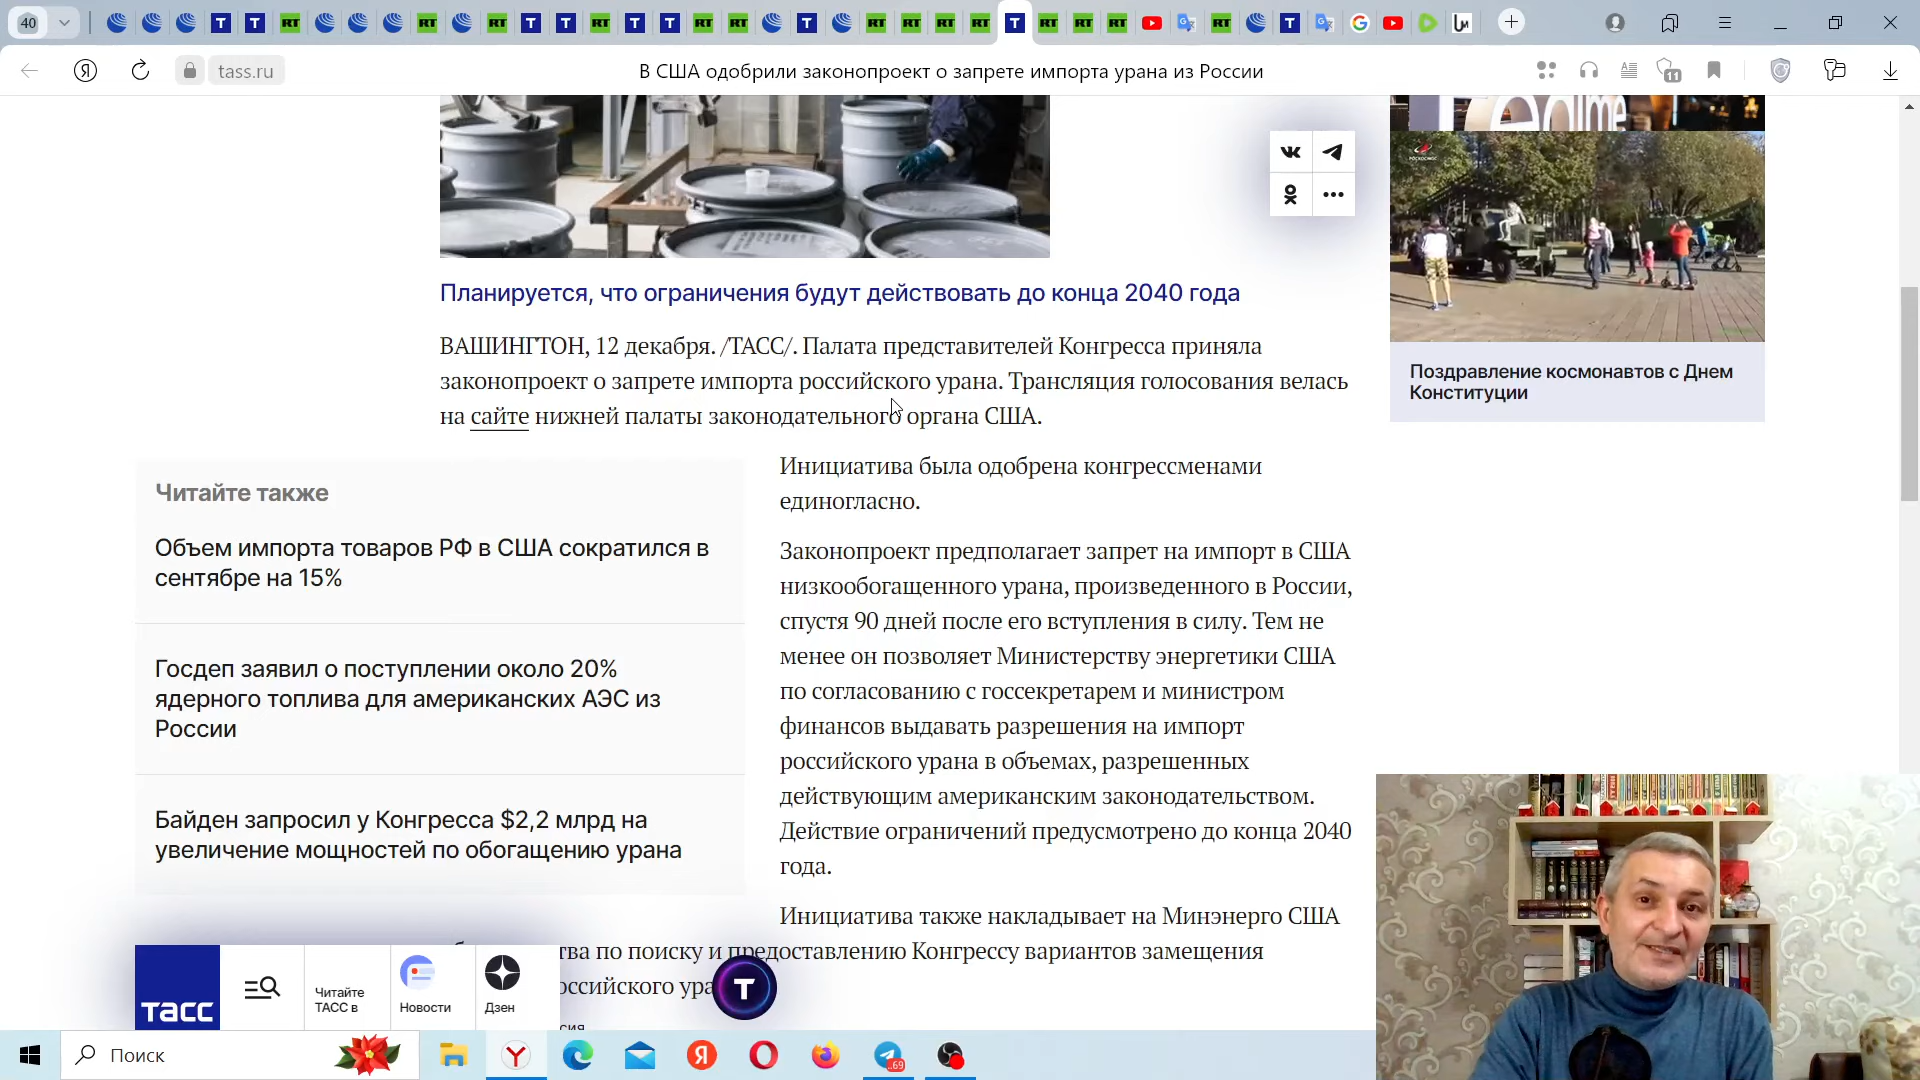 40
tass.ru
В США одобрили законопроект о запрете импорта урана из России
11
realme
РОСКОСМОС
Планируется, что ограничения будут действовать до конца 2040 года
ВАШИНГТОН, 12 декабря. /ТАСС/. Палата представителей Конгресса приняла
законопроект о запрете импорта российского урана. Трансляция голосования велась
на сайте нижней палаты законодательного органа США.
Поздравление космонавтов с Днем
Конституции
Читайте также
Объем импорта товаров РФ в США сократился в
сентябре на 15%
Госдеп заявил о поступлении около 20%
ядерного топлива для американских АЭС из
России
Байден запросил у Конгресса $2,2 млрд на
увеличение мощностей по обогащению урана
Инициатива была одобрена конгрессменами
единогласно.
Законопроект предполагает запрет на импорт в США
низкообогащенного урана, произведенного в России,
спустя 90 дней после его вступления в силу. Тем не
менее он позволяет Министерству энергетики США
по согласованию с госсекретарем и министром
финансов выдавать разрешения на импорт
российского урана в объемах, разрешенных
действующим американским законодательством.
Действие ограничений предусмотрено до конца 2040
года.
Инициатива также накладывает на Минэнерго США
тва по поиску и предоставлению Конгрессу вариантов замещения
оссийского ура
ТАСС
Читайте
ТАСС в
Новости
Дзен
Поиск
69